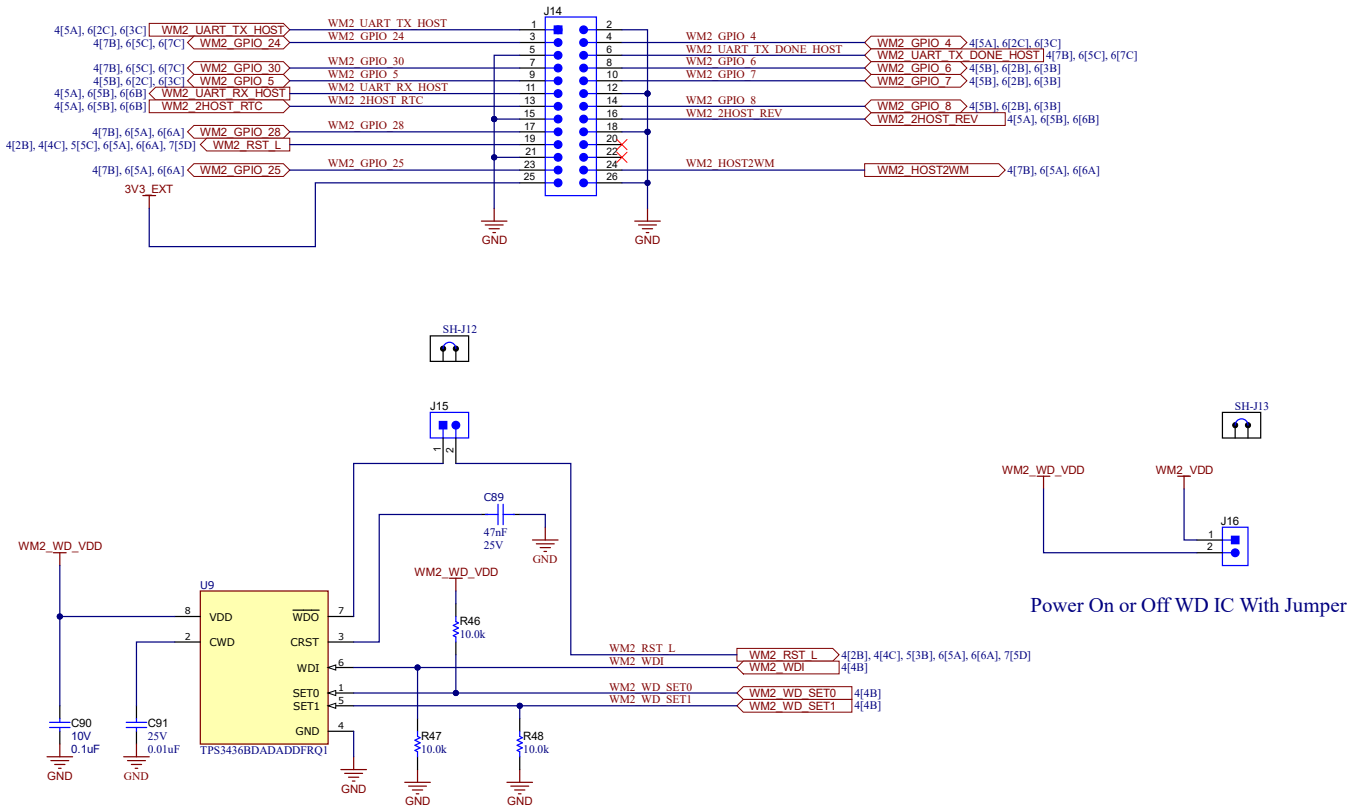 J14
4[5A], 6[2C], 6[3C] WM2_UART_TX_HOST WM2_UART_TX_HOST 1 2
4[7B], 6[5C], 6[7C] WM2_GPIO_24 WM2_GPIO_24 3 4 WM2_GPIO_4 WM2_GPIO_4 4[5A], 6[2C], 6[3C]
5 6 WM2_UART_TX_DONE_HOST WM2_UART_TX_DONE_HOST 4[7B], 6[5C], 6[7C]
4[7B], 6[5C], 6[7C] WM2_GPIO_30 WM2_GPIO_30 7 8 WM2_GPIO_6 WM2_GPIO_6 4[5B], 6[2B], 6[3B]
4[5B], 6[2C], 6[3C] WM2_GPIO_5 WM2_GPIO_5 9 10 WM2_GPIO_7 WM2_GPIO_7 4[5B], 6[2B], 6[3B]
4[5A], 6[5B], 6[6B] WM2_UART_RX_HOST WM2_UART_RX_HOST 11 12
4[5A], 6[5B], 6[6B] WM2_2HOST_RTC WM2_2HOST_RTC 13 14 WM2_GPIO_8 WM2_GPIO_8 4[5B], 6[2B], 6[3B]
15 16 WM2_2HOST_REV WM2_2HOST_REV 4[5A], 6[5B], 6[6B]
4[7B], 6[5A], 6[6A] WM2_GPIO_28 WM2_GPIO_28 17 18
4[2B], 4[4C], 5[5C], 6[5A], 6[6A], 7[5D] WM2_RST_L 19 20
21 22
4[7B], 6[5A], 6[6A] WM2_GPIO_25 WM2_GPIO_25 23 24 WM2_HOST2WM WM2_HOST2WM 4[7B], 6[5A], 6[6A]
3V3_EXT 25 26
GND GND
SH-J12
J15
1 2
SH-J13
WM2_WD_VDD WM2_VDD
J16
1
2
Power On or Off WD IC With Jumper
C89
47nF
25V
GND
WM2_WD_VDD
WM2_WD_VDD
U9
8 VDD WDO 7
2 CWD CRST 3
WDI 6
SET0 1
SET1 5
GND 4
TPS3436BDADADDFRQ1
R46
10.0k
WM2_RST_L WM2_RST_L 4[2B], 4[4C], 5[3B], 6[5A], 6[6A], 7[5D]
WM2_WDI WM2_WDI 4[4B]
WM2_WD_SET0 WM2_WD_SET0 4[4B]
WM2_WD_SET1 WM2_WD_SET1 4[4B]
C90
10V
0.1uF
C91
25V
0.01uF
R47
10.0k
R48
10.0k
GND GND GND GND GND